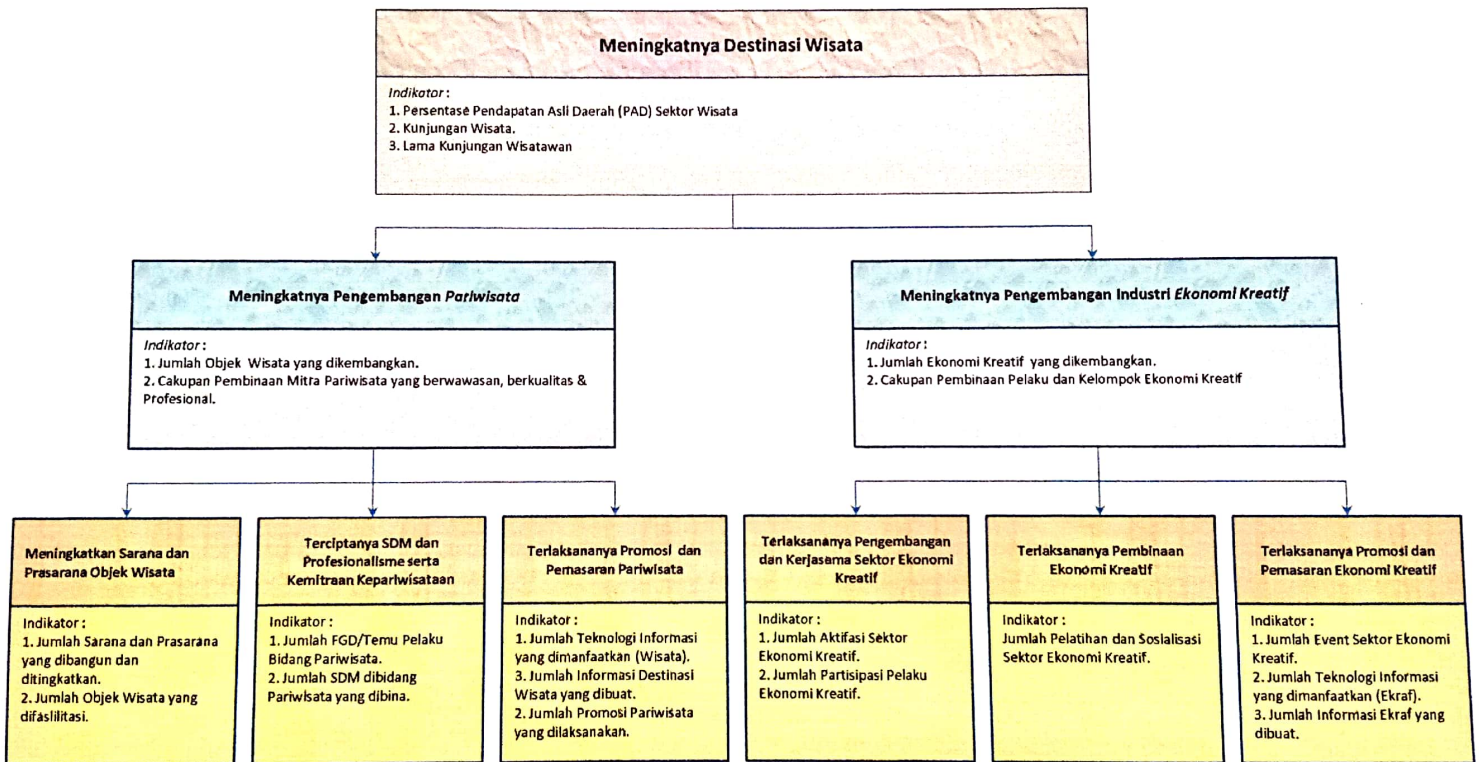 Meningkatnya Destinasi Wisata
Indikator :
1. Persentase Pendapatan Asli Daerah (PAD) Sektor Wisata
2. Kunjungan Wisata.
3. Lama Kunjungan Wisatawan
Meningkatnya Pengembangan Pariwisata
Indikator :
1. Jumlah Objek Wisata yang dikembangkan.
2. Cakupan Pembinaan Mitra Pariwisata yang berwawasan, berkualitas &
Profesional.
Meningkatnya Pengembangan Industri Ekonomi Kreatif
Indikator :
1. Jumlah Ekonomi Kreatif yang dikembangkan.
2. Cakupan Pembinaan Pelaku dan Kelompok Ekonomi Kreatif
Meningkatkan Sarana dan
Prasarana Objek Wisata
Indikator :
1. Jumlah Sarana dan Prasarana
yang dibangun dan
ditingkatkan.
2. Jumlah Objek Wisata yang
difaslilitasi.
Terciptanya SDM dan
Profesionalisme serta
Kemitraan Kepariwisataan
Indikator :
1. Jumlah FGD/Temu Pelaku
Bidang Pariwisata.
2. Jumlah SDM dibidang
Pariwisata yang dibina.
Terlaksananya Promosi dan
Pemasaran Pariwisata
Indikator :
1. Jumlah Teknologi Informasi
yang dimanfaatkan (Wisata).
3. Jumlah Informasi Destinasi
Wisata yang dibuat.
2. Jumlah Promosi Pariwisata
yang dilaksanakan.
Terlaksananya Pengembangan
dan Kerjasama Sektor Ekonomi
Kreatif
Indikator :
1. Jumlah Aktifasi Sektor
Ekonomi Kreatif.
2. Jumlah Partisipasi Pelaku
Ekonomi Kreatif.
Terlaksananya Pembinaan
Ekonomi Kreatif
Indikator :
Jumlah Pelatihan dan Sosialisasi
Sektor Ekonomi Kreatif.
Terlaksananya Promosi dan
Pemasaran Ekonomi Kreatif
Indikator :
1. Jumlah Event Sektor Ekonomi
Kreatif.
2. Jumlah Teknologi Informasi
yang dimanfaatkan (Ekraf).
3. Jumlah Informasi Ekraf yang
dibuat.